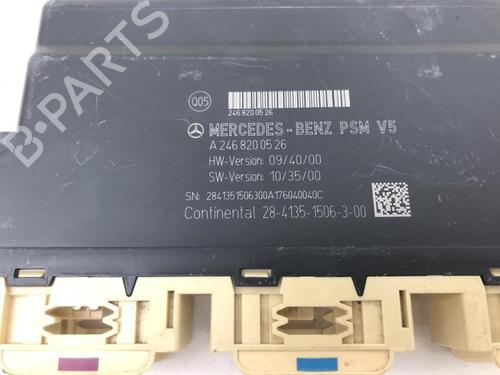 Q05
246 820 05 26
MERCEDES-BENZ PSM V5
A 246 820 05 26
HW-Version: 09/40/00
SW-Version: 10/35/00
SN: 2841351506300A176040040C
Continental 28-4135-1506-3-00